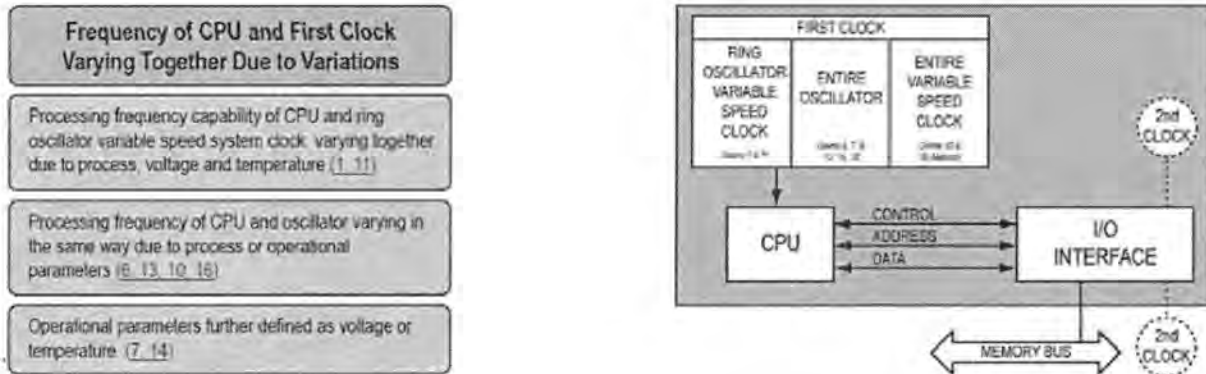 Frequency of CPU and First Clock
Varying Together Due to Variations
Processing frequency capability of CPU and ring
oscillator variable speed system clock varying together
due to process, voltage and temperature (1, 11)
Processing frequency of CPU and oscillator varying in
the same way due to process or operational
parameters (6, 13, 10, 16)
Operational parameters further defined as voltage or
temperature (7, 14)
FIRST CLOCK
RING
OSCILLATOR
VARIABLE
SPEED
CLOCK
ENTIRE
OSCILLATOR
ENTIRE
VARIABLE
SPEED
CLOCK
2nd
CLOCK
CPU
CONTROL
ADDRESS
DATA
I/O
INTERFACE
MEMORY BUS
2nd
CLOCK